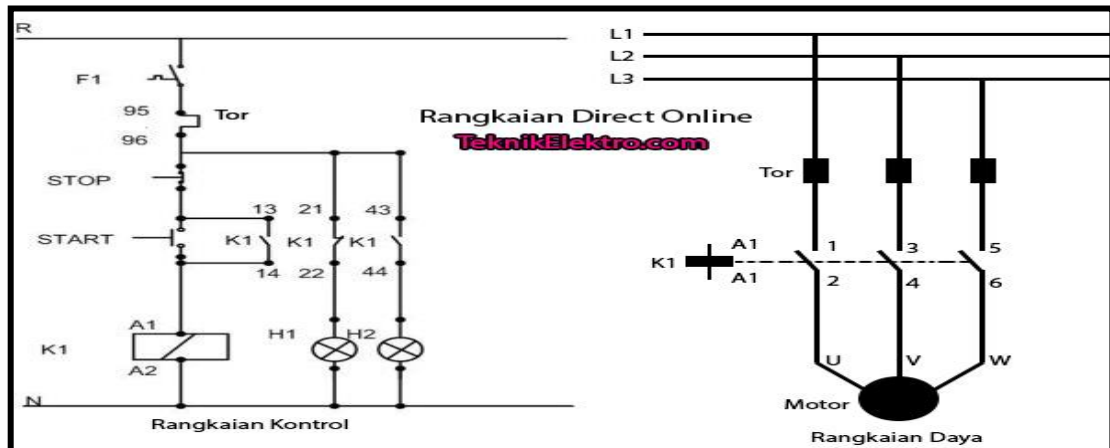 R
F1
95
Tor
96
STOP
13
21
43
START
K1
K1
K1
14
22
44
A1
H1
H2
K1
A2
N
Rangkaian Kontrol
Rangkaian Direct Online
TeknikElektro.com
L1
L2
L3
Tor
A1
1
3
5
K1
A1
2
4
6
U
V
W
Motor
Rangkaian Daya